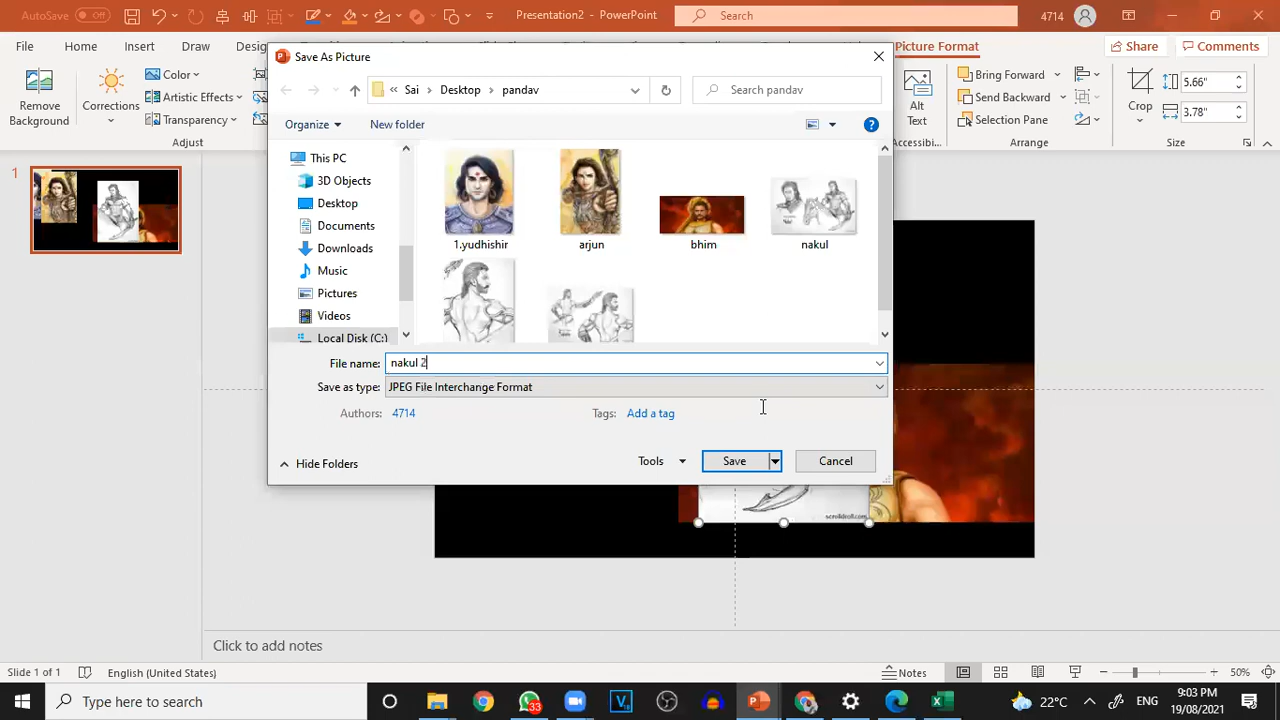 AutoSave Off
Presentation2 - PowerPoint
Search
4714
File
Home
Insert
Draw
Picture Format
Share
Comments
Remove Background
Corrections
Color
Artistic Effects
Transparency
Adjust
Alt Text
Bring Forward
Send Backward
Selection Pane
Crop
5.66"
3.78"
Size
Save As Picture
« Sai > Desktop > pandav
Search pandav
Organize
New folder
This PC
3D Objects
Desktop
Documents
Downloads
Music
Pictures
Videos
Local Disk (C:)
1.yudhishir
arjun
bhim
nakul
File name: nakul 2
Save as type: JPEG File Interchange Format
Authors: 4714
Tags: Add a tag
Hide Folders
Tools
Save
Cancel
1
scrolldroll.com
Click to add notes
Slide 1 of 1
English (United States)
Notes
50%
Type here to search
33
22°C
ENG
9:03 PM
19/08/2021